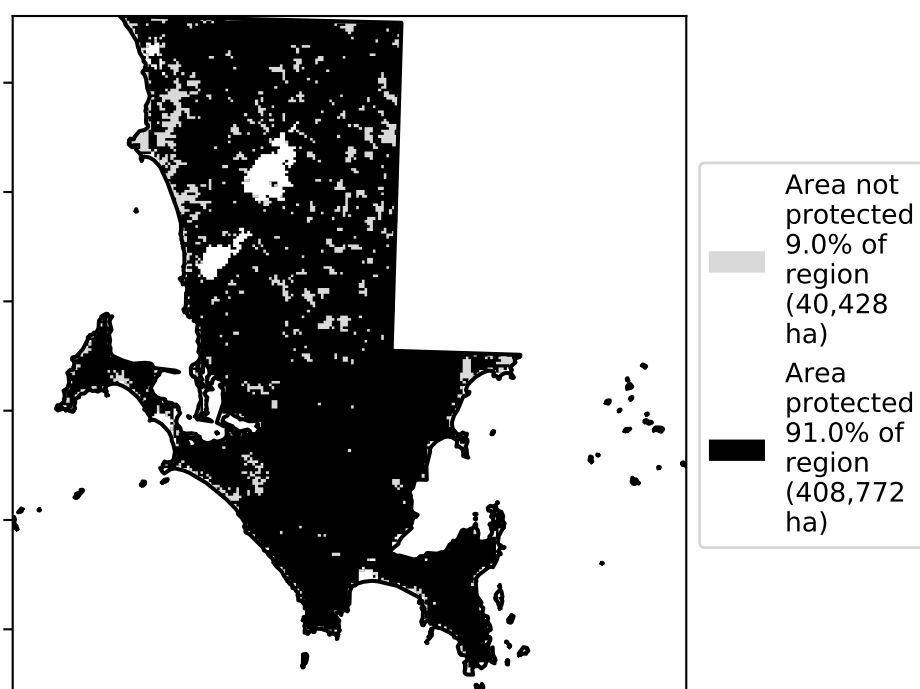 Area not
protected
9.0% of
region
(40,428
ha)
Area
protected
91.0% of
region
(408,772
ha)